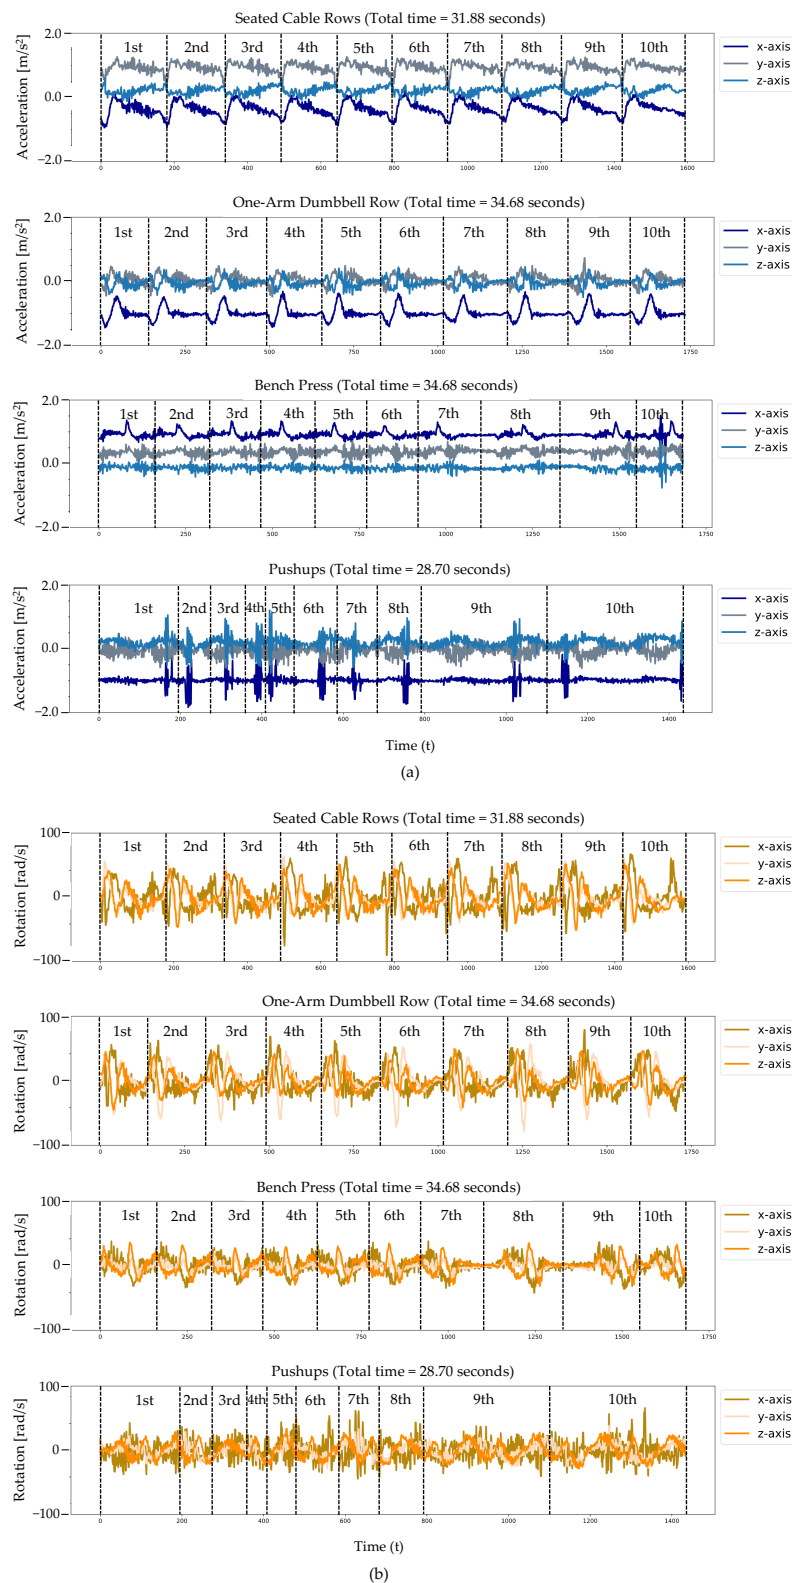 Seated Cable Rows (Total time = 31.88 seconds)
2.0
0.0
−2.0
Acceleration [m/s²]
1st 2nd 3rd 4th 5th 6th 7th 8th 9th 10th
x-axis
y-axis
z-axis
0 200 400 600 800 1000 1200 1400 1600
One-Arm Dumbbell Row (Total time = 34.68 seconds)
2.0
0.0
−2.0
Acceleration [m/s²]
1st 2nd 3rd 4th 5th 6th 7th 8th 9th 10th
x-axis
y-axis
z-axis
0 250 500 750 1000 1250 1500 1750
Bench Press (Total time = 34.68 seconds)
2.0
0.0
−2.0
Acceleration [m/s²]
1st 2nd 3rd 4th 5th 6th 7th 8th 9th 10th
x-axis
y-axis
z-axis
0 250 500 750 1000 1250 1500 1750
Pushups (Total time = 28.70 seconds)
2.0
0.0
−2.0
Acceleration [m/s²]
1st 2nd 3rd 4th 5th 6th 7th 8th 9th 10th
x-axis
y-axis
z-axis
0 200 400 600 800 1000 1200 1400
Time (t)
(a)
Seated Cable Rows (Total time = 31.88 seconds)
100
0
−100
Rotation [rad/s]
1st 2nd 3rd 4th 5th 6th 7th 8th 9th 10th
x-axis
y-axis
z-axis
0 200 400 600 800 1000 1200 1400 1600
One-Arm Dumbbell Row (Total time = 34.68 seconds)
100
0
−100
Rotation [rad/s]
1st 2nd 3rd 4th 5th 6th 7th 8th 9th 10th
x-axis
y-axis
z-axis
0 250 500 750 1000 1250 1500 1750
Bench Press (Total time = 34.68 seconds)
100
0
−100
Rotation [rad/s]
1st 2nd 3rd 4th 5th 6th 7th 8th 9th 10th
x-axis
y-axis
z-axis
0 250 500 750 1000 1250 1500 1750
Pushups (Total time = 28.70 seconds)
100
0
−100
Rotation [rad/s]
1st 2nd 3rd 4th 5th 6th 7th 8th 9th 10th
x-axis
y-axis
z-axis
0 200 400 600 800 1000 1200 1400
Time (t)
(b)